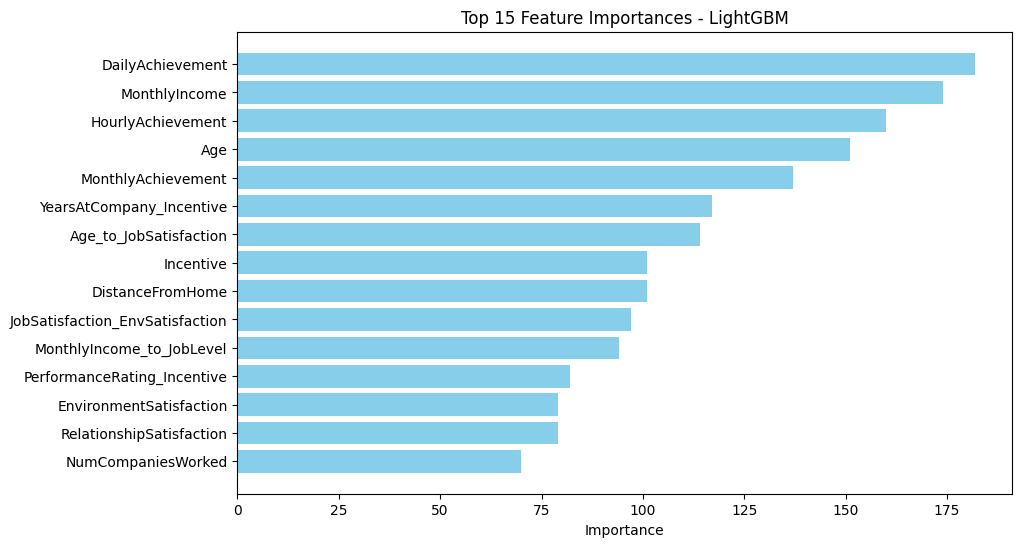 Top 15 Feature Importances - LightGBM
DailyAchievement
MonthlyIncome
HourlyAchievement
Age
MonthlyAchievement
YearsAtCompany_Incentive
Age_to_JobSatisfaction
Incentive
DistanceFromHome
JobSatisfaction_EnvSatisfaction
MonthlyIncome_to_JobLevel
PerformanceRating_Incentive
EnvironmentSatisfaction
RelationshipSatisfaction
NumCompaniesWorked
0 25 50 75 100 125 150 175
Importance